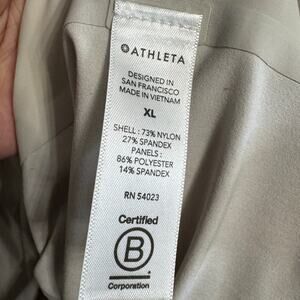 ATHLETA
DESIGNED IN
SAN FRANCISCO
MADE IN VIETNAM
XL
SHELL : 73% NYLON
27% SPANDEX
PANELS :
86% POLYESTER
14% SPANDEX
RN 54023
Certified
B
Corporation